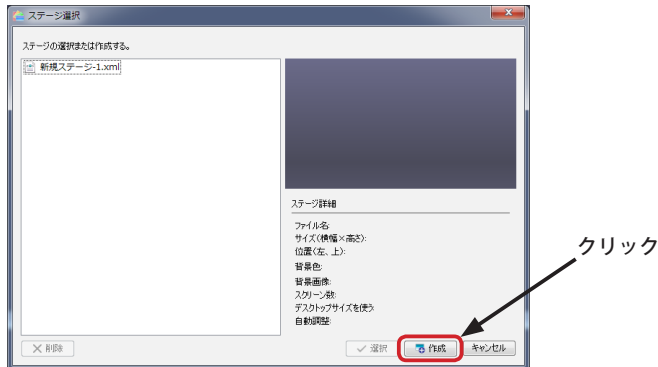 ステージ選択
ステージの選択または作成する。
新規ステージ-1.xml
ステージ詳細
ファイル名:
サイズ(横幅×高さ):
位置(左、上):
背景色:
背景画像:
スクリーン数:
デスクトップサイズを使う:
自動調整:
クリック
削除
選択
作成
キャンセル